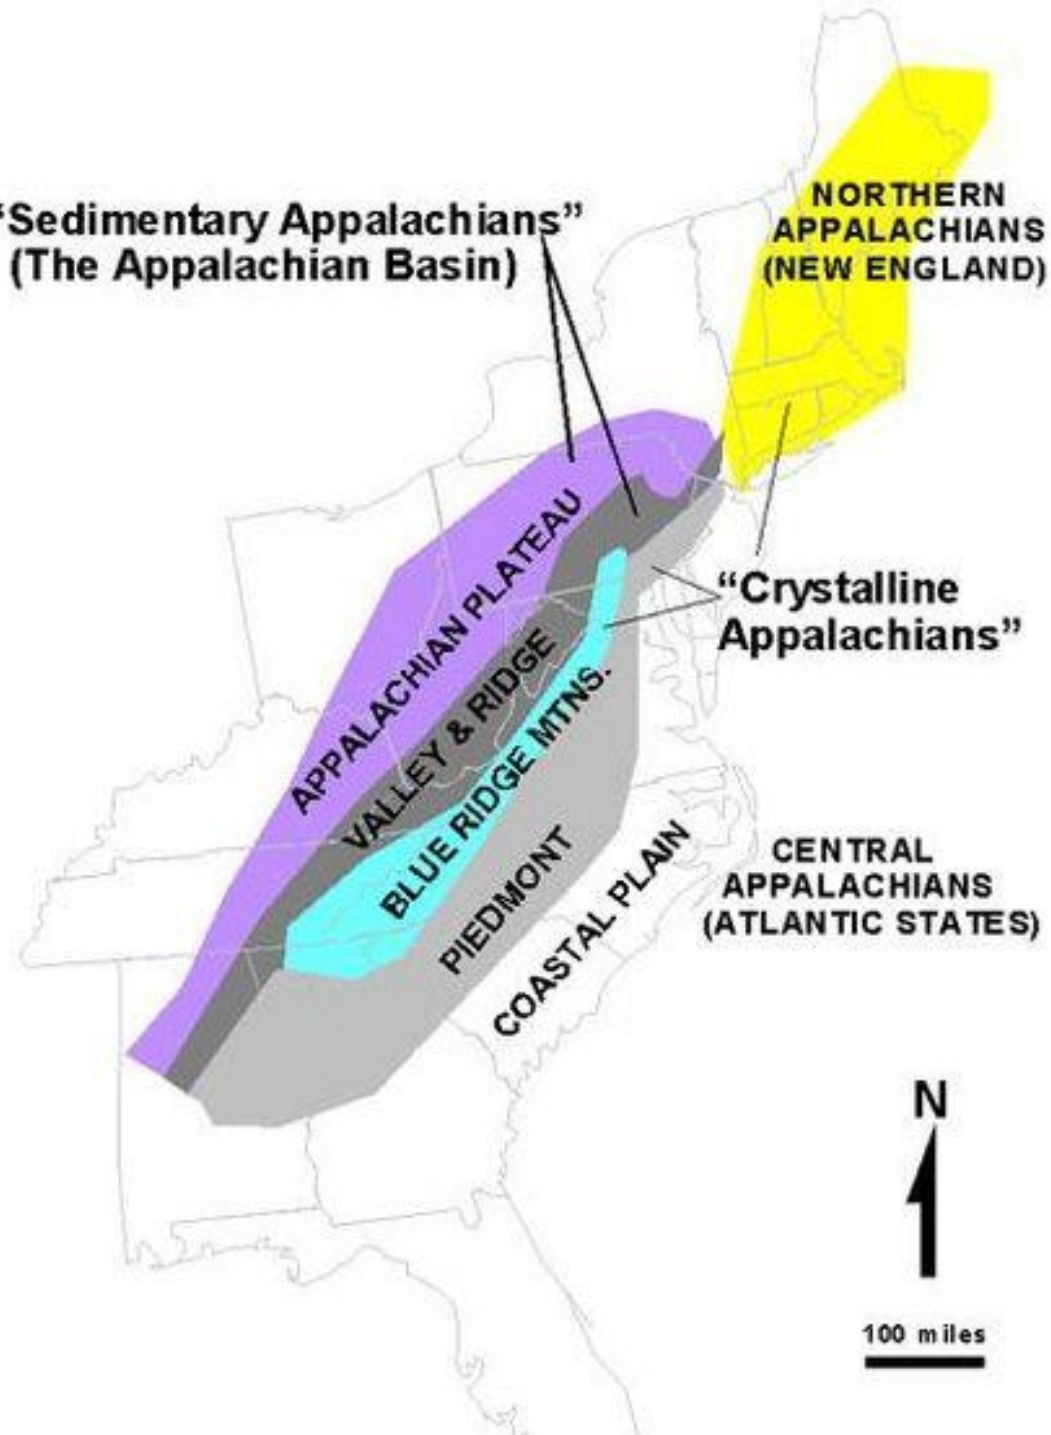 "Sedimentary Appalachians"
(The Appalachian Basin)
NORTHERN
APPALACHIANS
(NEW ENGLAND)
APPALACHIAN PLATEAU
VALLEY & RIDGE
BLUE RIDGE MTNS.
PIEDMONT
COASTAL PLAIN
"Crystalline
Appalachians"
CENTRAL
APPALACHIANS
(ATLANTIC STATES)
N
100 miles